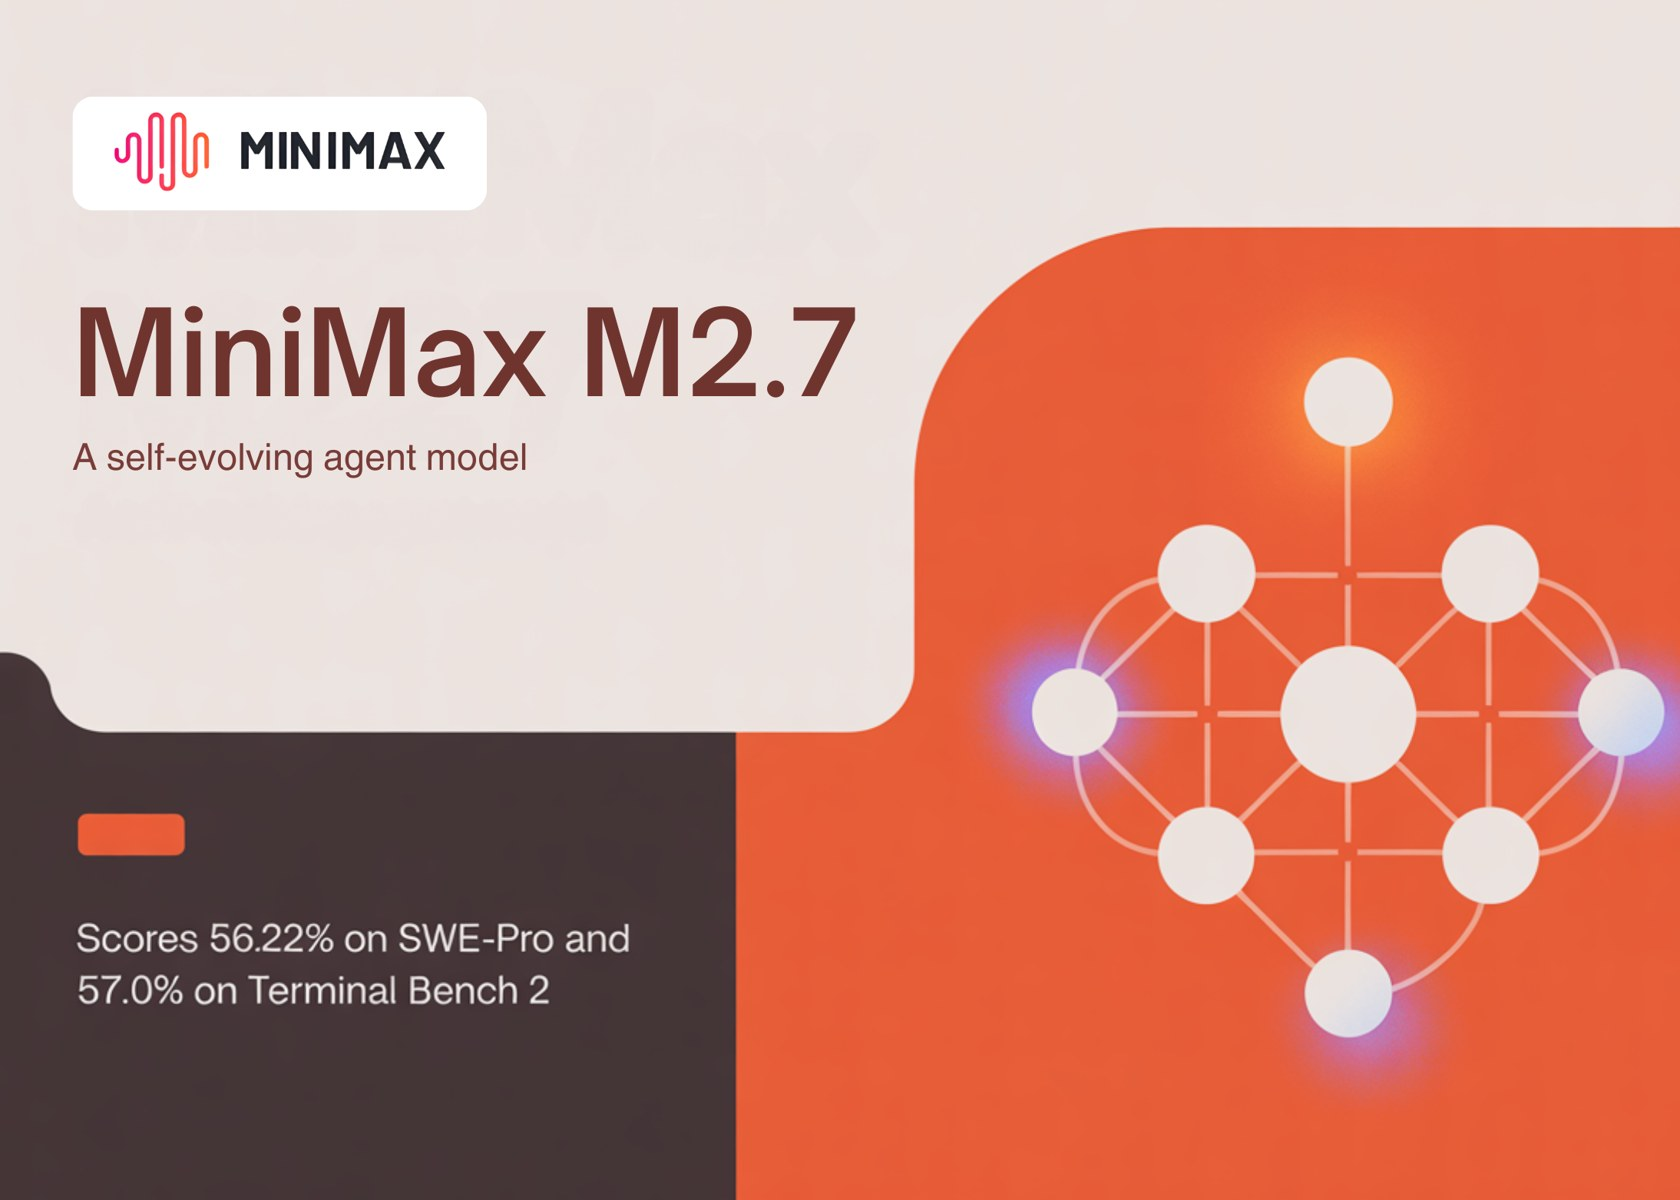 MINIMAX
MiniMax M2.7
A self-evolving agent model
Scores 56.22% on SWE-Pro and
57.0% on Terminal Bench 2